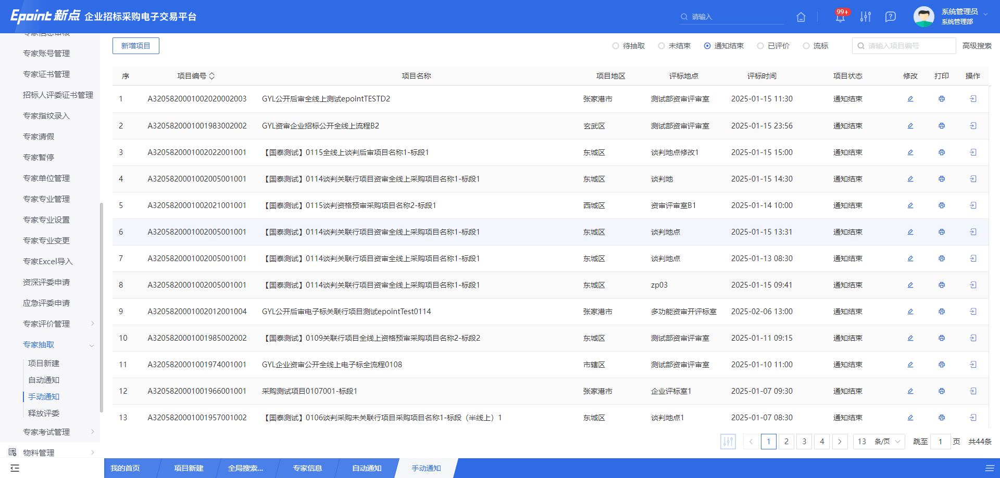 Epoint 新点 企业招标采购电子交易平台
请输入
99+
系统管理员
系统管理部
专家信息审核
专家账号管理
专家证书管理
招标人评委证书管理
专家指纹录入
专家请假
专家暂停
专家单位管理
专家专业管理
专家专业设置
专家专业变更
专家Excel导入
资深评委申请
应急评委申请
专家评价管理
专家抽取
项目新建
自动通知
手动通知
释放评委
专家考试管理
物料管理
新增项目
待抽取 未结束 通知结束 已评价 流标
请输入项目编号
高级搜索
序 项目编号 项目名称 项目地区 评标地点 评标时间 项目状态 修改 打印 操作
1 A3205820001002020002003 GYL公开后审全线上测试epointTESTD2 张家港市 测试部资审评审室 2025-01-15 11:30 通知结束
2 A3205820001001983002002 GYL资审企业招标公开全线上流程B2 玄武区 测试部资审评审室 2025-01-15 23:56 通知结束
3 A3205820001002022001001 【国泰测试】0115全线上谈判后审项目名称1-标段1 东城区 谈判地点修改1 2025-01-15 15:00 通知结束
4 A3205820001002005001001 【国泰测试】0114谈判关联行项目资审全线上采购项目名称1-标段1 东城区 谈判地 2025-01-15 14:30 通知结束
5 A3205820001002021001001 【国泰测试】0115谈判资格预审采购项目名称2-标段1 西城区 资审评审室B1 2025-01-14 10:00 通知结束
6 A3205820001002005001001 【国泰测试】0114谈判关联行项目资审全线上采购项目名称1-标段1 东城区 谈判地点 2025-01-15 13:31 通知结束
7 A3205820001002005001001 【国泰测试】0114谈判关联行项目资审全线上采购项目名称1-标段1 东城区 谈判地点 2025-01-13 08:30 通知结束
8 A3205820001002005001001 【国泰测试】0114谈判关联行项目资审全线上采购项目名称1-标段1 东城区 zp03 2025-01-15 09:41 通知结束
9 A3205820001002012001004 GYL公开后审电子标关联行项目测试epointTest0114 张家港市 多功能资审开评标室 2025-02-06 13:00 通知结束
10 A3205820001001985002002 【国泰测试】0109关联行项目全线上资格预审采购项目名称2-标段2 东城区 测试部资审评审室 2025-01-11 09:15 通知结束
11 A3205820001001974001001 GYL企业资审公开全线上电子标全流程0108 市辖区 测试部资审评审室 2025-01-10 11:00 通知结束
12 A3205820001001966001001 采购测试项目0107001-标段1 张家港市 企业评标室1 2025-01-07 09:30 通知结束
13 A3205820001001957001002 【国泰测试】0106谈判采购未关联行项目采购项目名称1-标段（半线上）1 东城区 谈判地点1 2025-01-07 08:30 通知结束
1 2 3 4 13 条/页 跳至 1 页 共44条
我的首页 项目新建 全局搜索... 专家信息 自动通知 手动通知